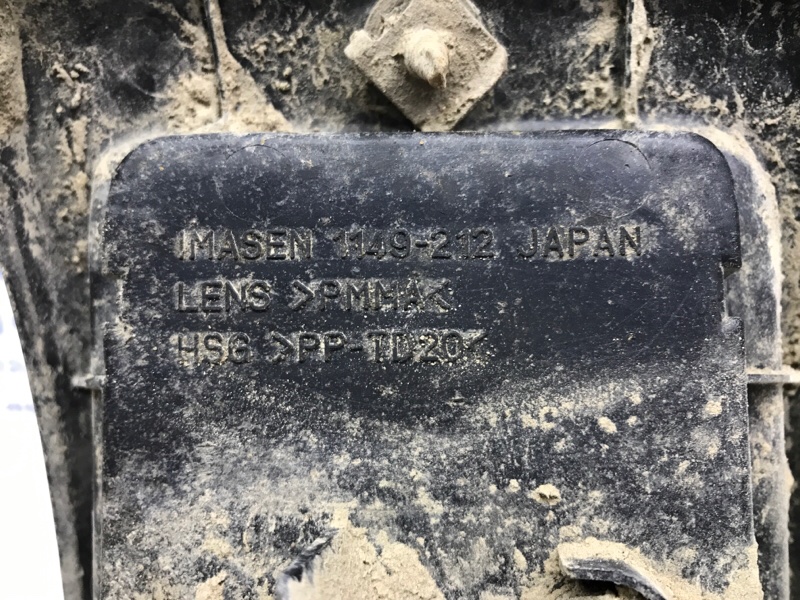 IMASEN 1149-212 JAPAN
LENS >PMMA<
HSG >PP-TD20<